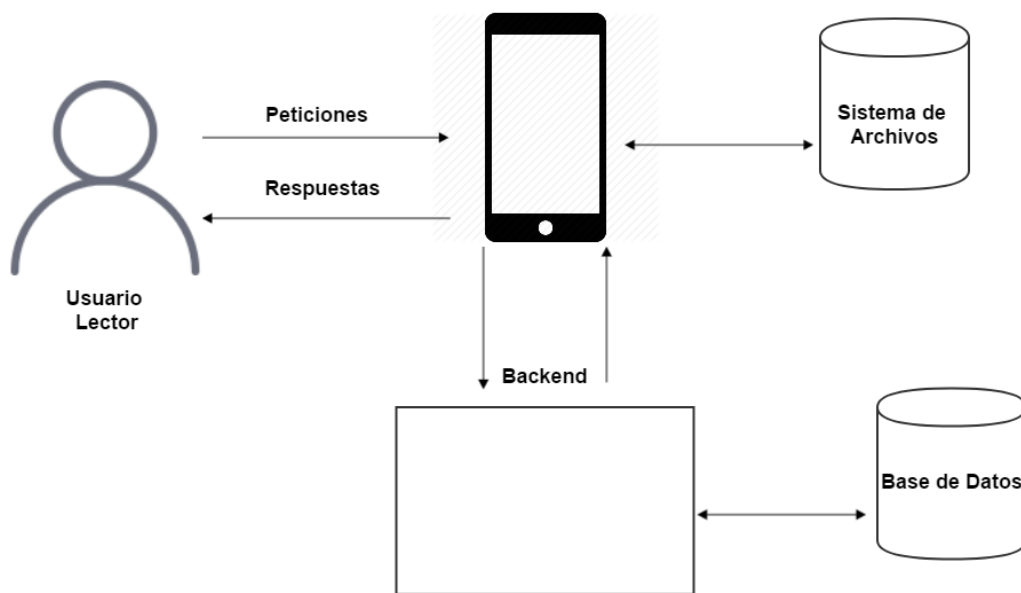 Peticiones
Respuestas
Sistema de
Archivos
Usuario
Lector
Backend
Base de Datos